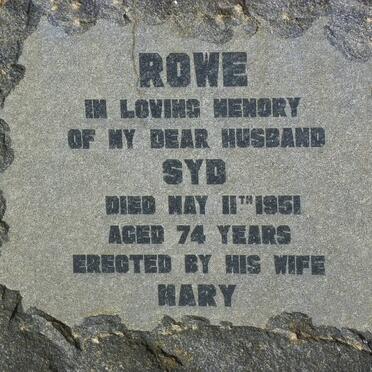 ROWE
IN LOVING MEMORY
OF MY DEAR HUSBAND
SYD
DIED MAY 11TH 1951
AGED 74 YEARS
ERECTED BY HIS WIFE
MARY